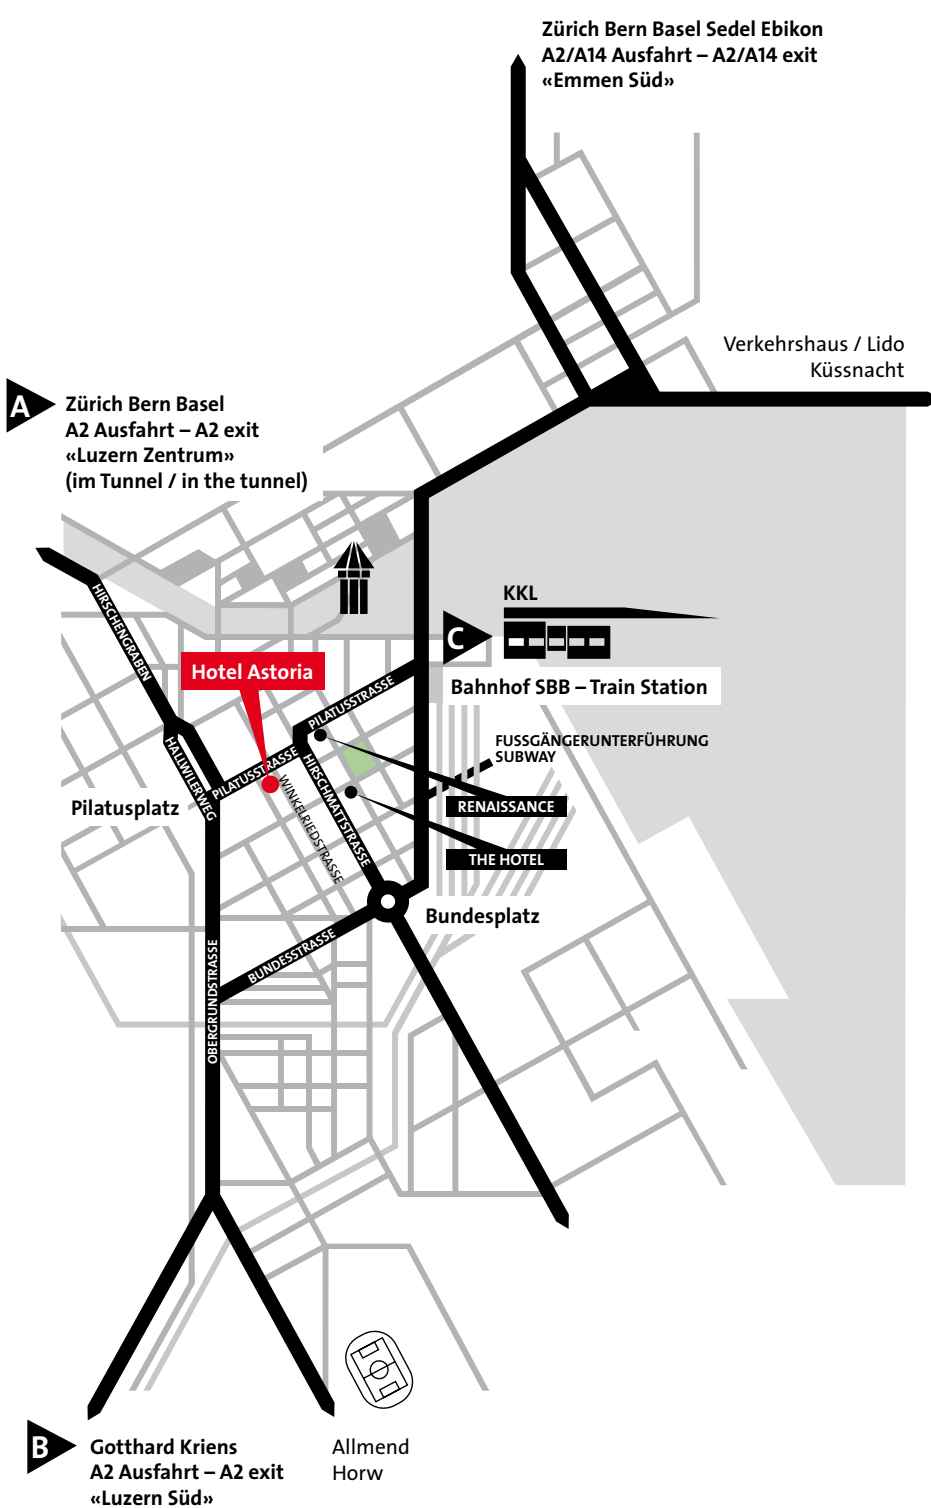 Zürich Bern Basel Sedel Ebikon
A2/A14 Ausfahrt – A2/A14 exit
«Emmen Süd»
Verkehrshaus / Lido
Küssnacht
A
Zürich Bern Basel
A2 Ausfahrt – A2 exit
«Luzern Zentrum»
(im Tunnel / in the tunnel)
KKL
C
Bahnhof SBB – Train Station
HIRSCHENGRABEN
Hotel Astoria
PILATUSSTRASSE
HALLWILERWEG
PILATUSSTRASSE
HIRSCHMATTSTRASSE
WINKELRIEDSTRASSE
FUSSGÄNGERUNTERFÜHRUNG
SUBWAY
Pilatusplatz
RENAISSANCE
THE HOTEL
Bundesplatz
BUNDESSTRASSE
OBERGRUNDSTRASSE
B
Gotthard Kriens
A2 Ausfahrt – A2 exit
«Luzern Süd»
Allmend
Horw